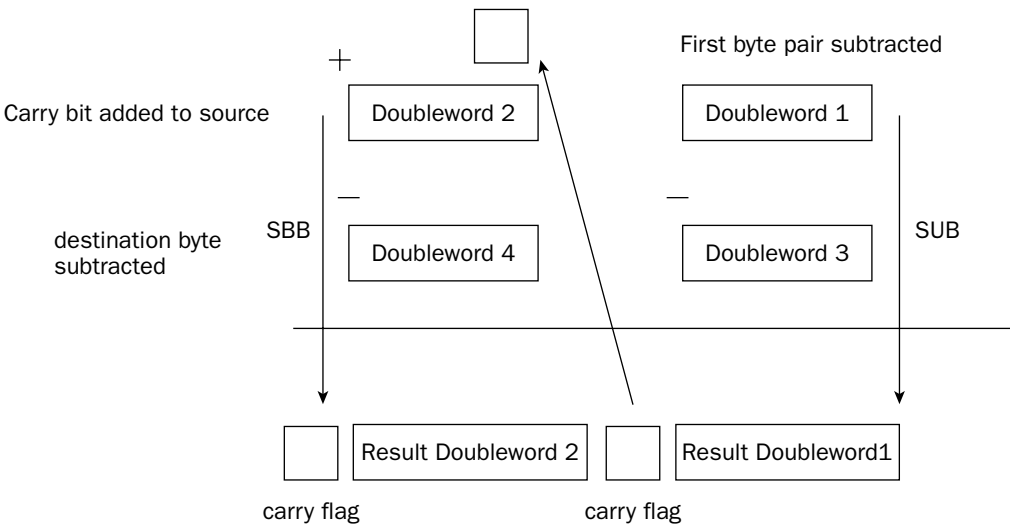 First byte pair subtracted
+
Carry bit added to source
Doubleword 2
Doubleword 1
—
—
SBB
SUB
destination byte
subtracted
Doubleword 4
Doubleword 3
Result Doubleword 2
Result Doubleword1
carry flag
carry flag